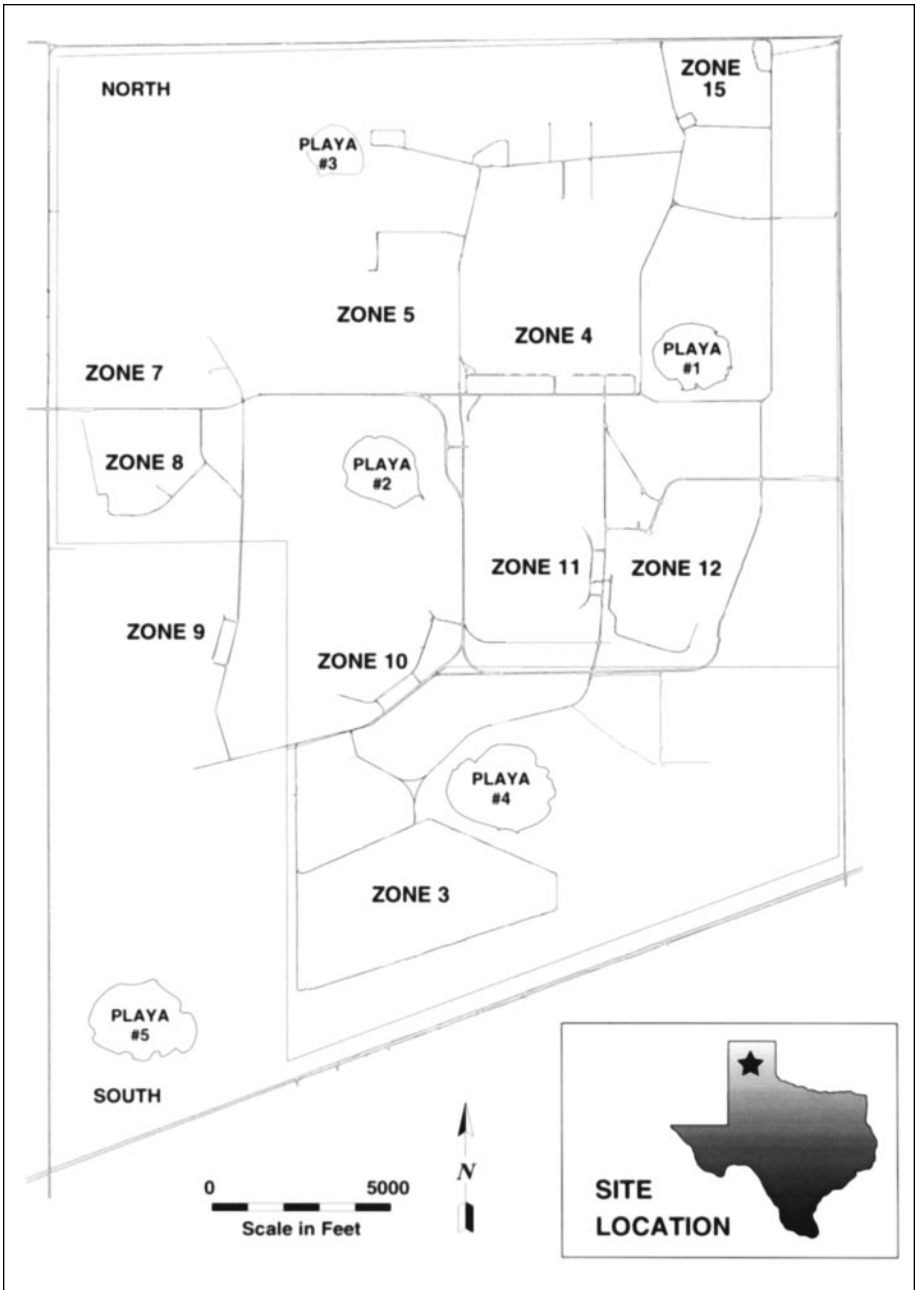 ZONE
15
NORTH
PLAYA
#3
ZONE 5
ZONE 4
PLAYA
#1
ZONE 7
ZONE 8
PLAYA
#2
ZONE 11
ZONE 12
ZONE 9
ZONE 10
PLAYA
#4
ZONE 3
PLAYA
#5
SOUTH
N
0 5000
Scale in Feet
SITE
LOCATION